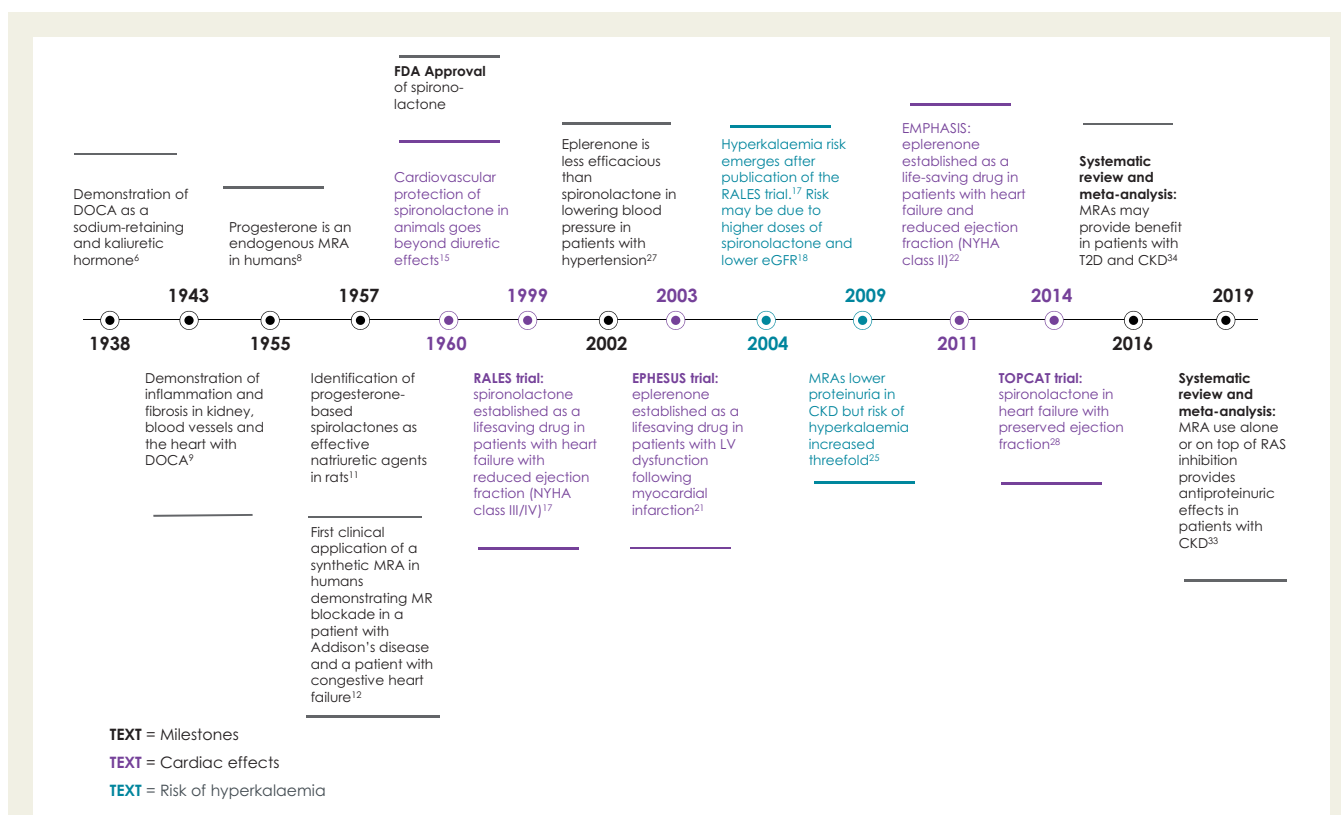 FDA Approval
of spirono-
lactone
Demonstration of
DOCA as a
sodium-retaining
and kaliuretic
hormone⁶
Progesterone is an
endogenous MRA
in humans⁸
Cardiovascular
protection of
spironolactone in
animals goes
beyond diuretic
effects¹⁵
Eplerenone is
less efficacious
than
spironolactone in
lowering blood
pressure in
patients with
hypertension²⁷
Hyperkalaemia risk
emerges after
publication of the
RALES trial.¹⁷ Risk
may be due to
higher doses of
spironolactone and
lower eGFR¹⁸
EMPHASIS:
eplerenone
established as a
life-saving drug in
patients with heart
failure and
reduced ejection
fraction (NYHA
class II)²²
Systematic
review and
meta-analysis:
MRAs may
provide benefit
in patients with
T2D and CKD³⁴
1943 1957 1999 2003 2009 2014 2019
1938 1955 1960 2002 2004 2011 2016
Demonstration of
inflammation and
fibrosis in kidney,
blood vessels and
the heart with
DOCA⁹
Identification of
progesterone-
based
spirolactones as
effective
natriuretic agents
in rats¹¹
First clinical
application of a
synthetic MRA in
humans
demonstrating MR
blockade in a
patient with
Addison’s disease
and a patient with
congestive heart
failure¹²
RALES trial:
spironolactone
established as a
lifesaving drug in
patients with heart
failure with
reduced ejection
fraction (NYHA
class III/IV)¹⁷
EPHESUS trial:
eplerenone
established as a
lifesaving drug in
patients with LV
dysfunction
following
myocardial
infarction²¹
MRAs lower
proteinuria in
CKD but risk of
hyperkalaemia
increased
threefold²⁵
TOPCAT trial:
spironolactone in
heart failure with
preserved ejection
fraction²⁸
Systematic
review and
meta-analysis:
MRA use alone
or on top of RAS
inhibition
provides
antiproteinuric
effects in
patients with
CKD³³
TEXT = Milestones
TEXT = Cardiac effects
TEXT = Risk of hyperkalaemia